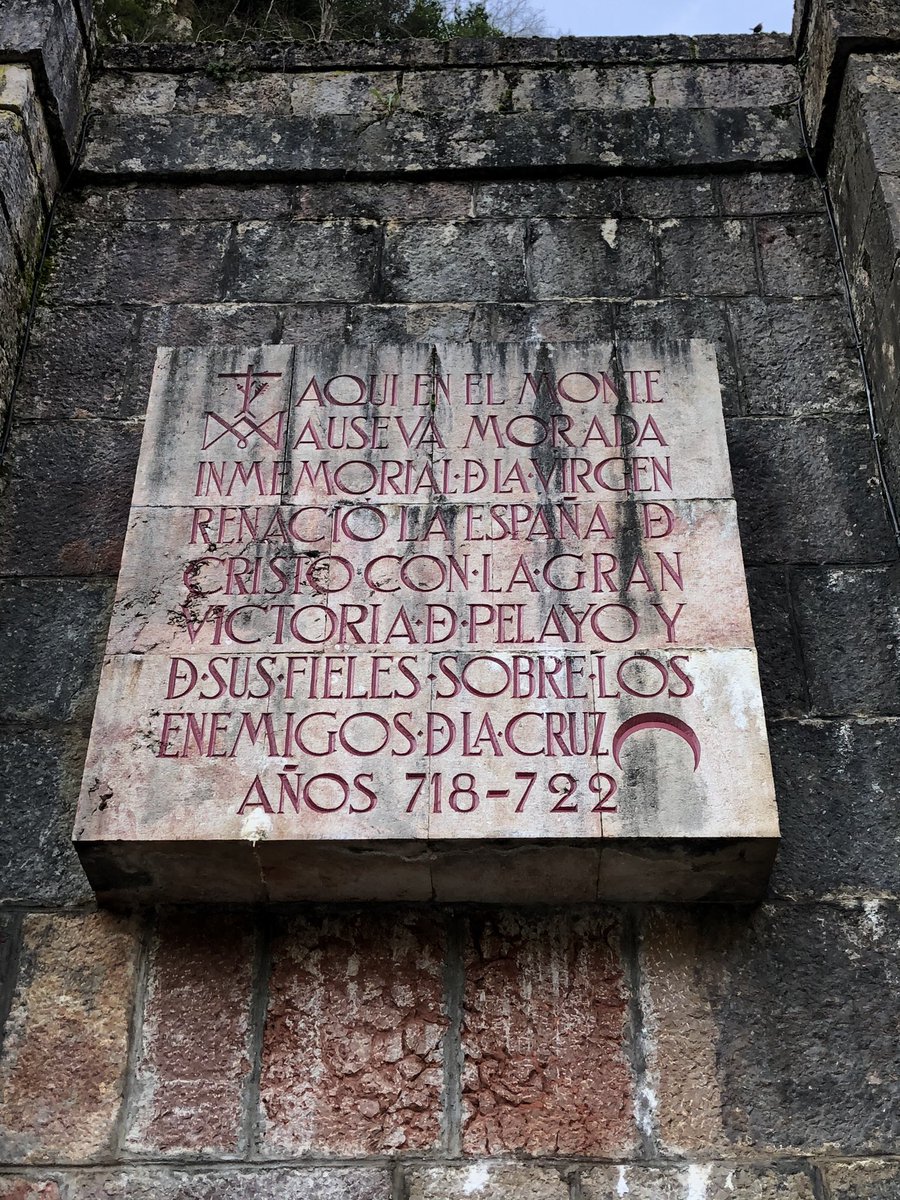 AQUI EN EL MONTE
AUSEVA MORADA
INMEMORIAL·D LA·VIRGEN
RENACIÓ LA ESPAÑA D
CRISTO·CON·LA·GRAN
VICTORIA·D·PELAYO Y
D·SUS·FIELES·SOBRE·LOS
ENEMIGOS·D LA·CRUZ
AÑOS 718-722